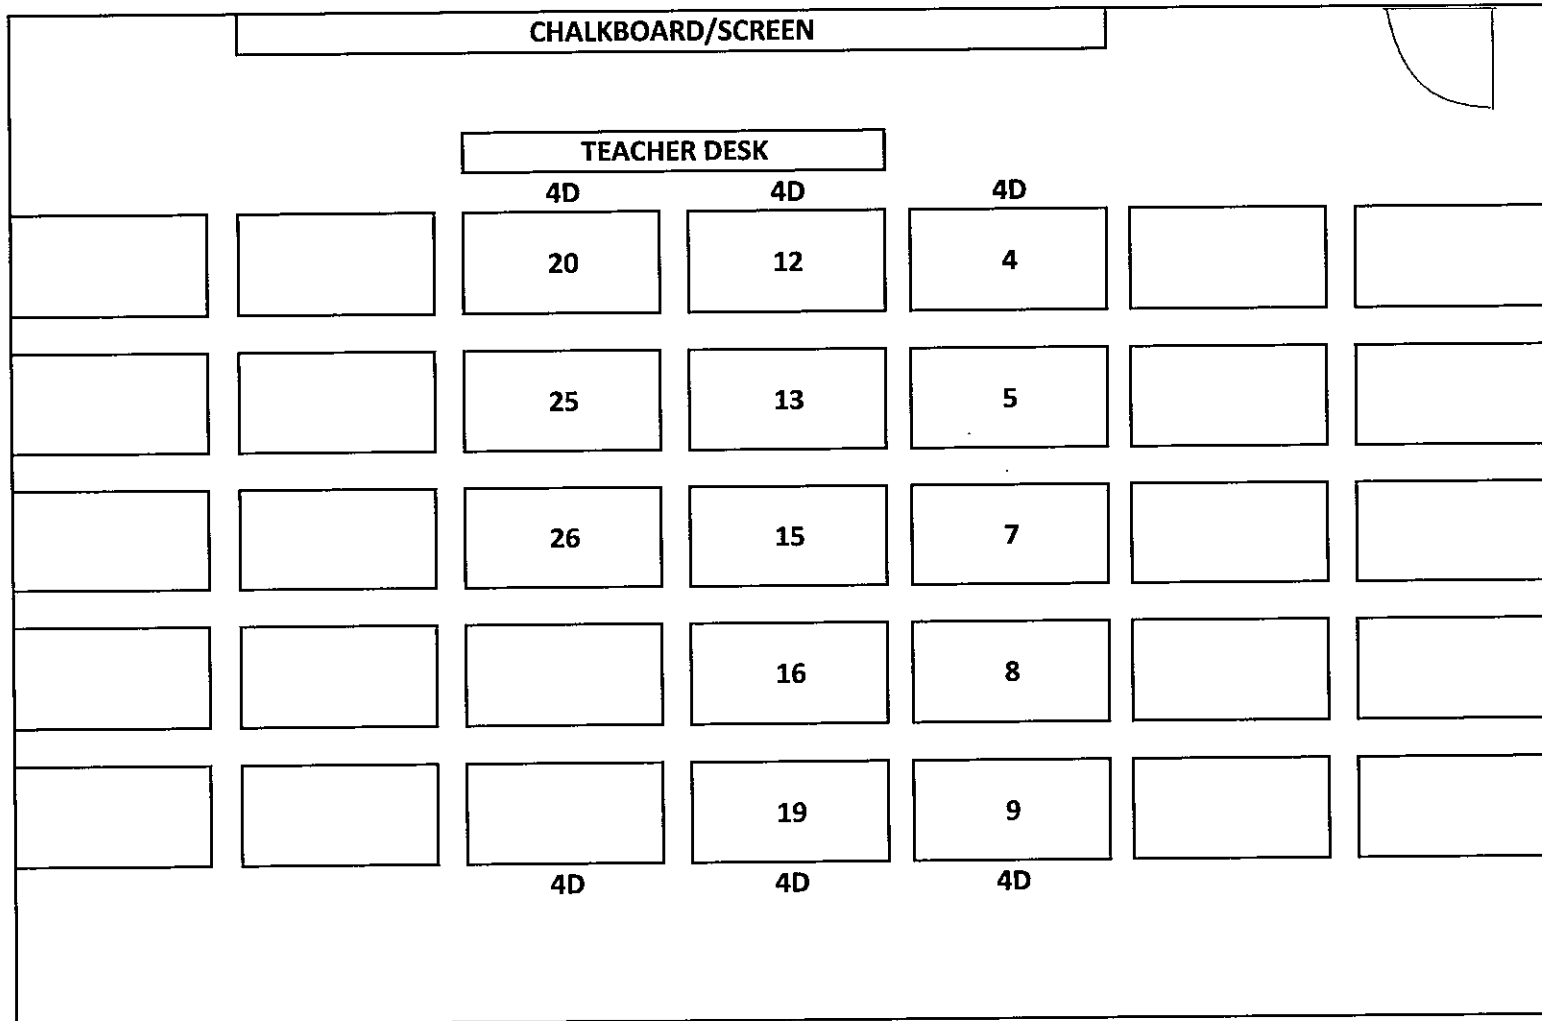 CHALKBOARD/SCREEN
TEACHER DESK
4D 4D 4D
20 12 4
25 13 5
26 15 7
16 8
19 9
4D 4D 4D